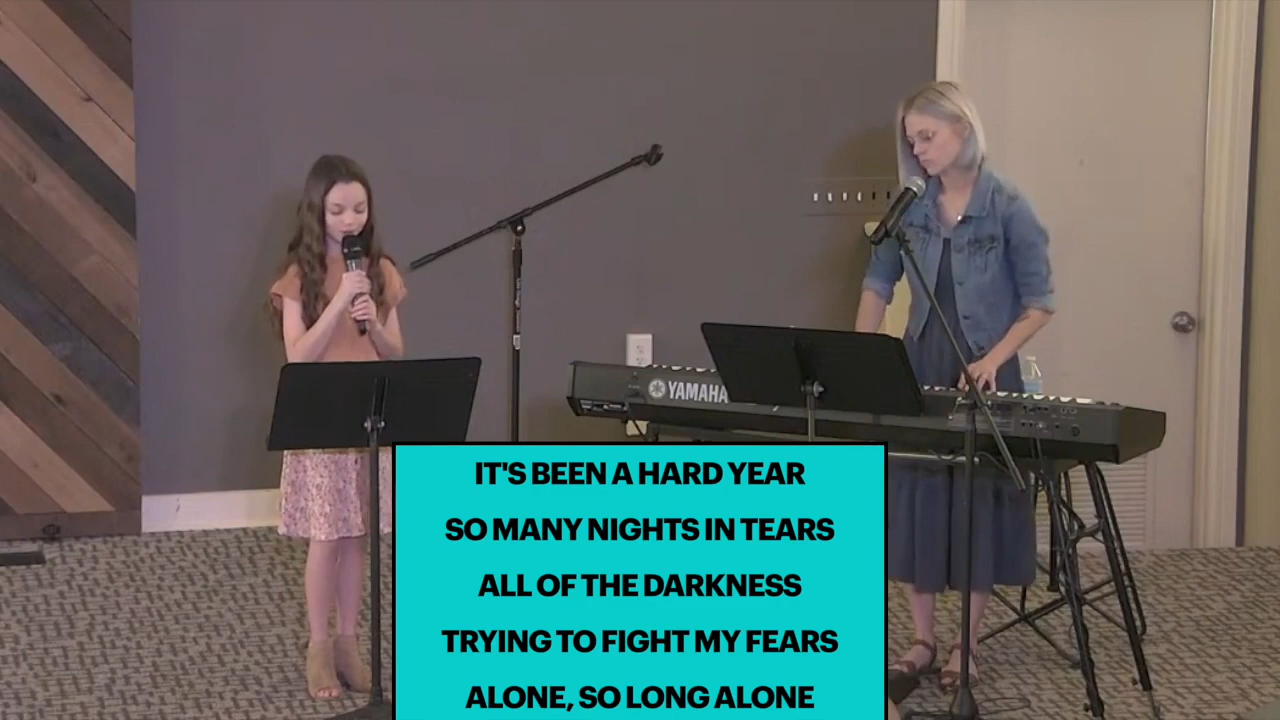 YAMAHA
IT'S BEEN A HARD YEAR
SO MANY NIGHTS IN TEARS
ALL OF THE DARKNESS
TRYING TO FIGHT MY FEARS
ALONE, SO LONG ALONE